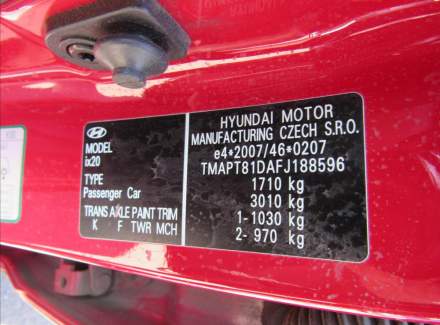 HYUNDAI MOTOR
MANUFACTURING CZECH S.R.O.
e4*2007/46*0207
TMAPT81DAFJ188596
1710 kg
3010 kg
1- 1030 kg
2- 970 kg
MODEL
ix20
TYPE
Passenger Car
TRANS AXLE PAINT TRIM
K F TWR MCH